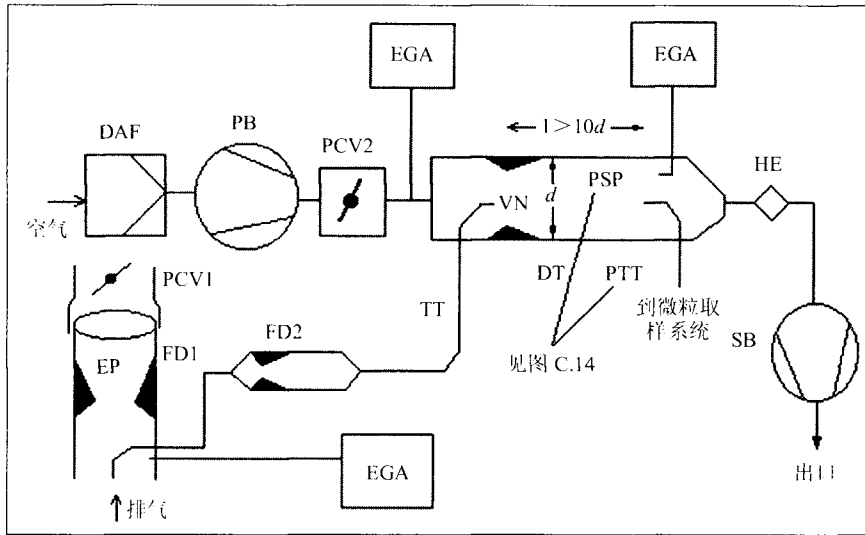 EGA
EGA
DAF
PB
PCV2
1>10d
HE
空气
VN
d
PSP
PCV1
DT
PTT
TT
到微粒取
样系统
FD2
SB
EP
FD1
见图 C.14
EGA
排气
出口